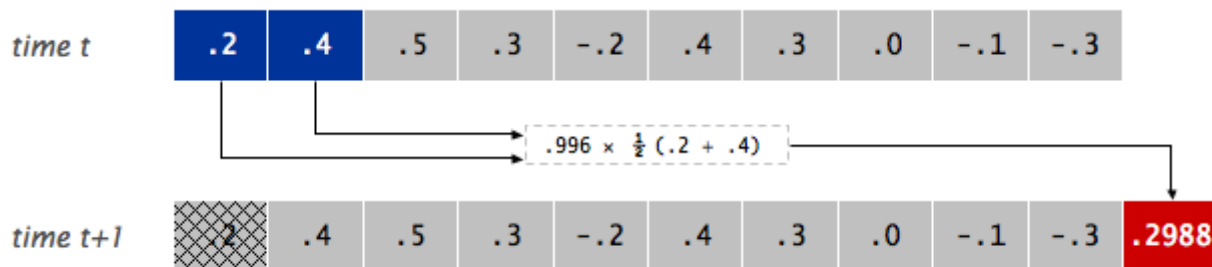 time t .2 .4 .5 .3 -.2 .4 .3 .0 -.1 -.3
.996 × ½ (.2 + .4)
time t+1 .2 .4 .5 .3 -.2 .4 .3 .0 -.1 -.3 .2988